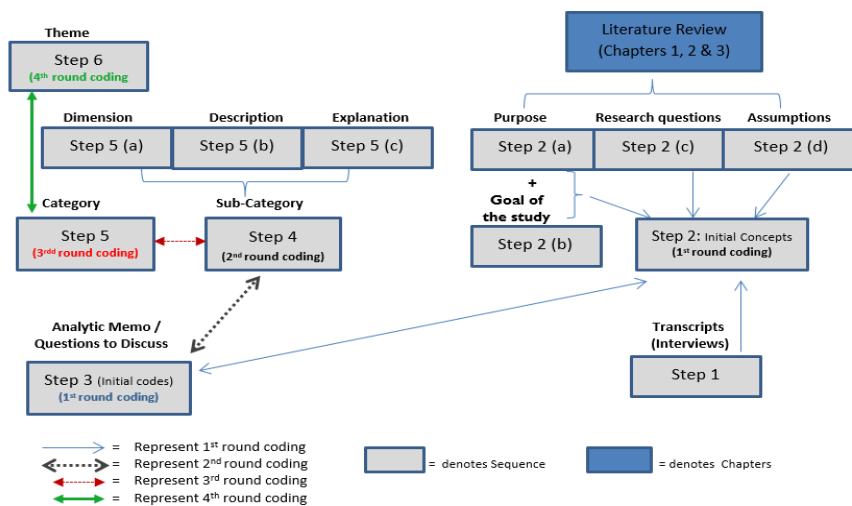 Theme
Step 6
(4th round coding
Literature Review
(Chapters 1, 2 & 3)
Dimension
Description
Explanation
Step 5 (a)
Step 5 (b)
Step 5 (c)
Purpose
Research questions
Assumptions
Step 2 (a)
Step 2 (c)
Step 2 (d)
+
Goal of
the study
Step 2 (b)
Category
Sub-Category
Step 5
(3rdd round coding)
Step 4
(2nd round coding)
Step 2: Initial Concepts
(1st round coding)
Analytic Memo /
Questions to Discuss
Step 3 (Initial codes)
(1st round coding)
Transcripts
(Interviews)
Step 1
= Represent 1st round coding
= Represent 2nd round coding
= Represent 3rd round coding
= Represent 4th round coding
= denotes Sequence
= denotes Chapters